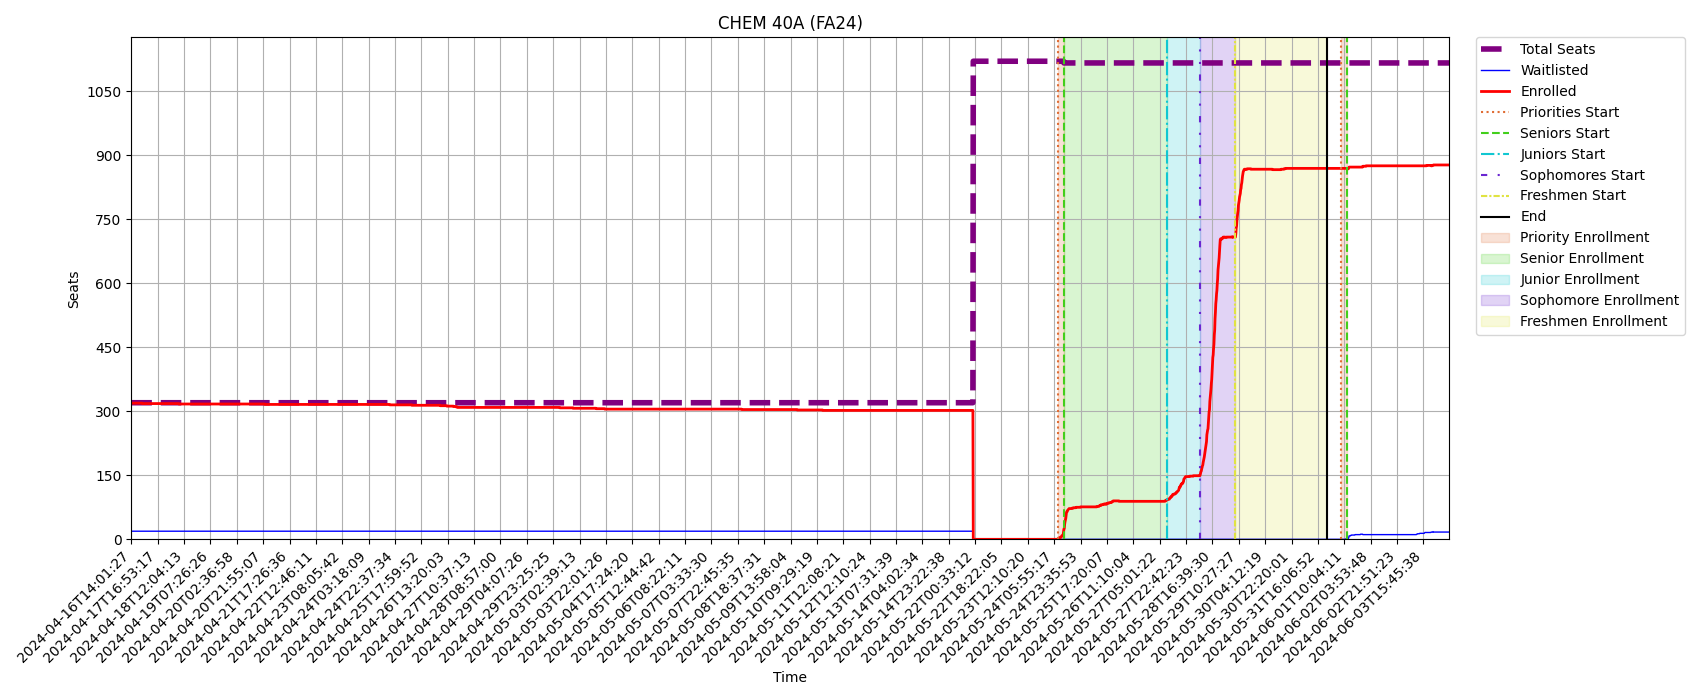 CHEM 40A (FA24)
Total Seats
Waitlisted
Enrolled
Priorities Start
Seniors Start
Juniors Start
Sophomores Start
Freshmen Start
End
Priority Enrollment
Senior Enrollment
Junior Enrollment
Sophomore Enrollment
Freshmen Enrollment
Seats
1050
900
750
600
450
300
150
0
2024-04-16T14:01:27
2024-04-17T16:53:17
2024-04-18T12:04:13
2024-04-19T07:26:26
2024-04-20T02:36:58
2024-04-20T21:55:07
2024-04-21T17:26:36
2024-04-22T12:46:11
2024-04-23T08:05:42
2024-04-24T03:18:09
2024-04-24T22:37:34
2024-04-25T17:59:52
2024-04-26T13:20:03
2024-04-27T10:37:13
2024-04-28T08:57:00
2024-04-29T04:07:26
2024-04-29T23:25:25
2024-05-03T02:39:13
2024-05-03T22:01:26
2024-05-04T17:24:20
2024-05-05T12:44:42
2024-05-06T08:22:11
2024-05-07T03:33:30
2024-05-07T22:45:35
2024-05-08T18:37:31
2024-05-09T13:58:04
2024-05-10T09:29:19
2024-05-11T12:08:21
2024-05-12T12:10:24
2024-05-13T07:31:39
2024-05-14T04:02:34
2024-05-14T23:22:38
2024-05-22T00:33:12
2024-05-22T18:22:05
2024-05-23T12:10:20
2024-05-24T05:55:17
2024-05-24T23:35:53
2024-05-25T17:20:07
2024-05-26T11:10:04
2024-05-27T05:01:22
2024-05-27T22:42:23
2024-05-28T16:39:30
2024-05-29T10:27:27
2024-05-30T04:12:19
2024-05-30T22:20:01
2024-05-31T16:06:52
2024-06-01T10:04:11
2024-06-02T03:53:48
2024-06-02T21:51:23
2024-06-03T15:45:38
Time